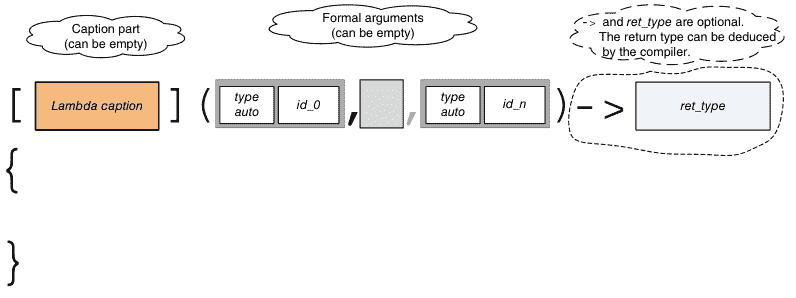 Caption part
(can be empty)
Formal arguments
(can be empty)
-> and ret_type are optional.
The return type can be deduced
by the compiler.
[ Lambda caption ] ( type auto id_0 , , type auto id_n ) -> ret_type
{
}